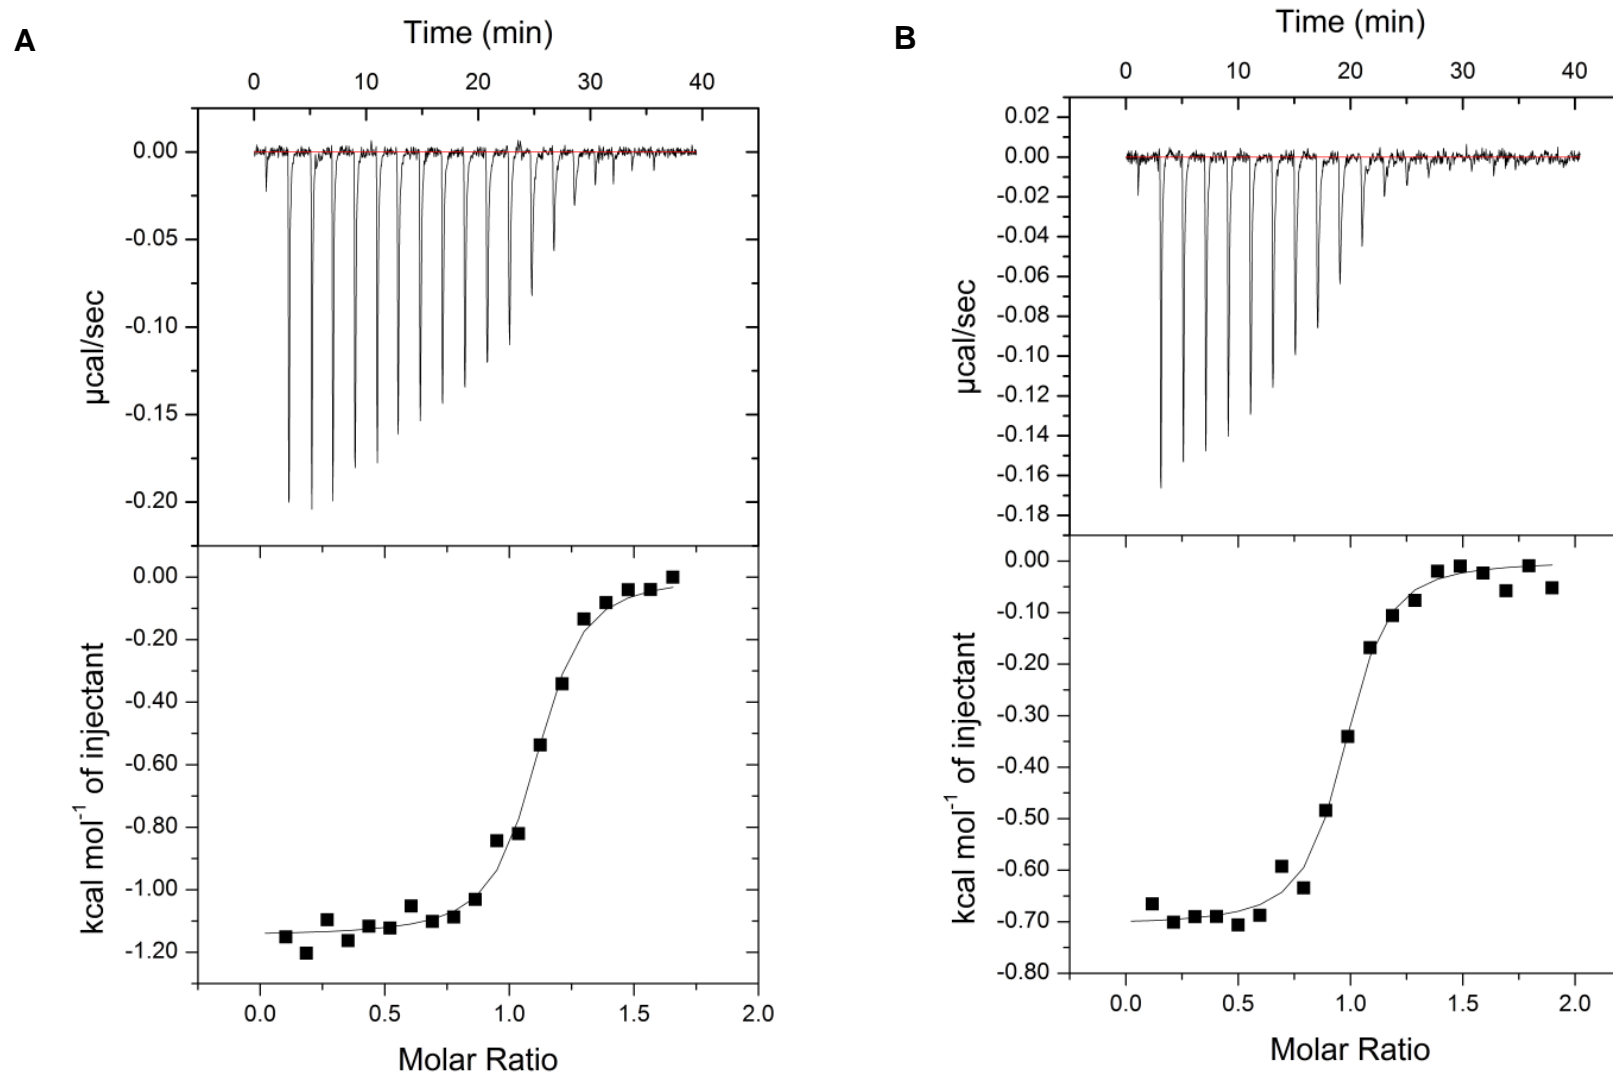 A
Time (min)
0 10 20 30 40
0.00
-0.05
-0.10
-0.15
-0.20
µcal/sec
0.00
-0.20
-0.40
-0.60
-0.80
-1.00
-1.20
kcal mol-1 of injectant
0.0 0.5 1.0 1.5 2.0
Molar Ratio
B
Time (min)
0 10 20 30 40
0.02
0.00
-0.02
-0.04
-0.06
-0.08
-0.10
-0.12
-0.14
-0.16
-0.18
µcal/sec
0.00
-0.10
-0.20
-0.30
-0.40
-0.50
-0.60
-0.70
-0.80
kcal mol-1 of injectant
0.0 0.5 1.0 1.5 2.0
Molar Ratio